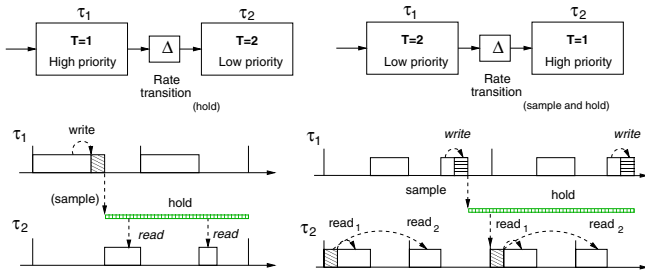 τ1
τ2
T=1
High priority
Δ
T=2
Low priority
Rate
transition
(hold)
τ1
τ2
T=2
Low priority
Δ
T=1
High priority
Rate
transition
(sample and hold)
τ1
write
(sample)
hold
τ2
read
read
τ1
write
write
sample
hold
τ2
read1
read2
read1
read2